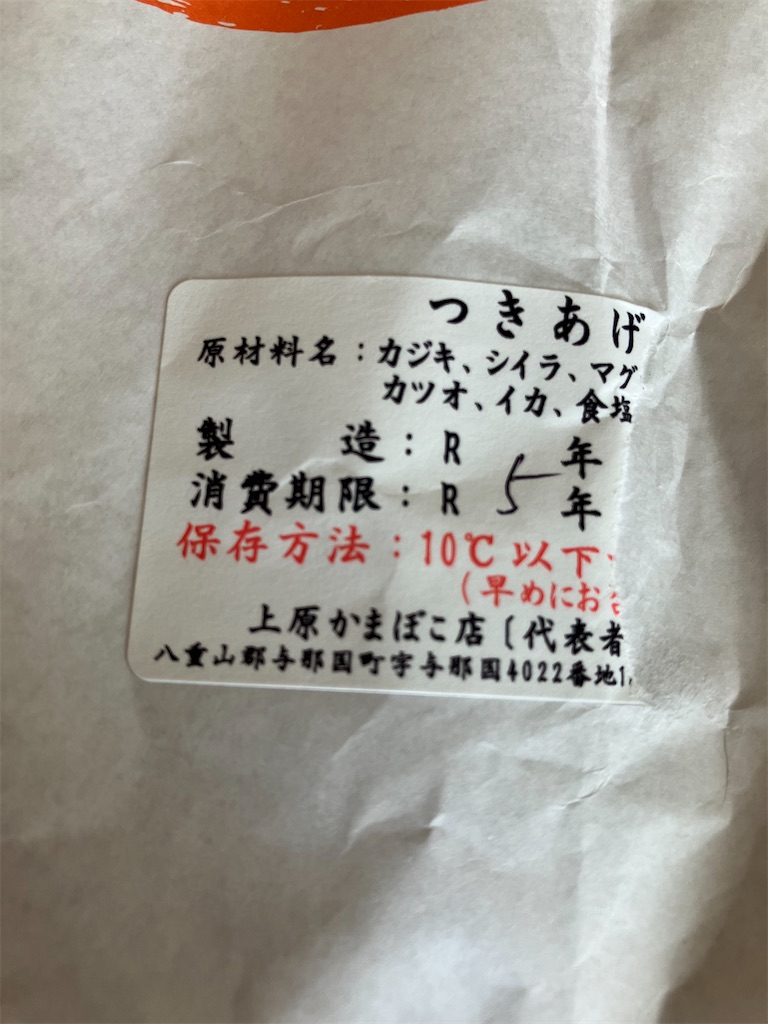 つきあげ
原材料名：カジキ、シイラ、マグ
カツオ、イカ、食塩
製　　造：R　　年
消費期限：R 5 年
保存方法：10℃以下
(早めにお
上原かまぼこ店〔代表者
八重山郡与那国町字与那国4022番地1